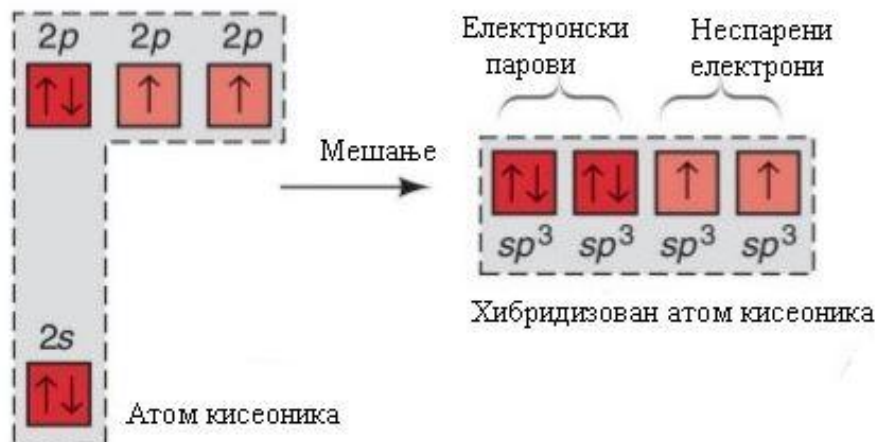 2p 2p 2p
2s
Атом кисеоника
Мешање
Електронски парови
Неспарени електрони
sp³ sp³ sp³ sp³
Хибридизован атом кисеоника